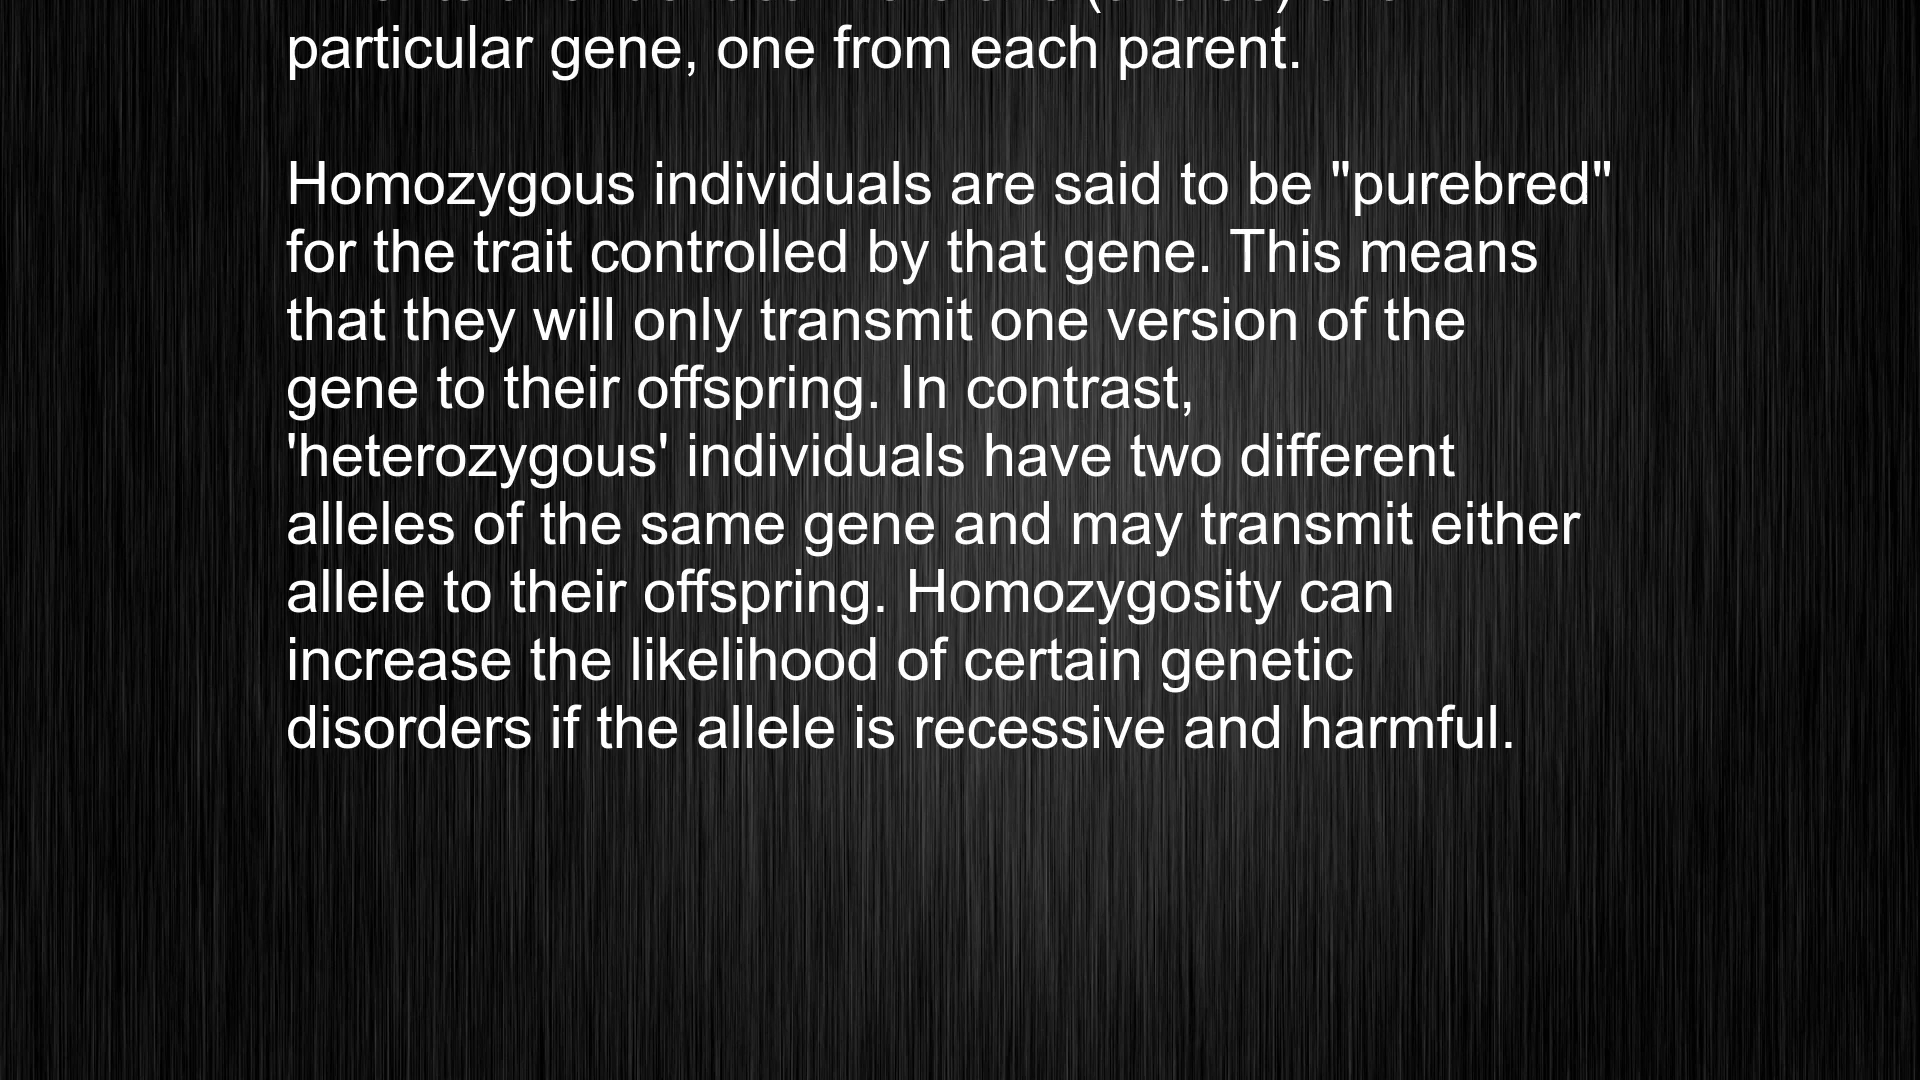 particular gene, one from each parent.
Homozygous individuals are said to be "purebred"
for the trait controlled by that gene. This means
that they will only transmit one version of the
gene to their offspring. In contrast,
'heterozygous' individuals have two different
alleles of the same gene and may transmit either
allele to their offspring. Homozygosity can
increase the likelihood of certain genetic
disorders if the allele is recessive and harmful.